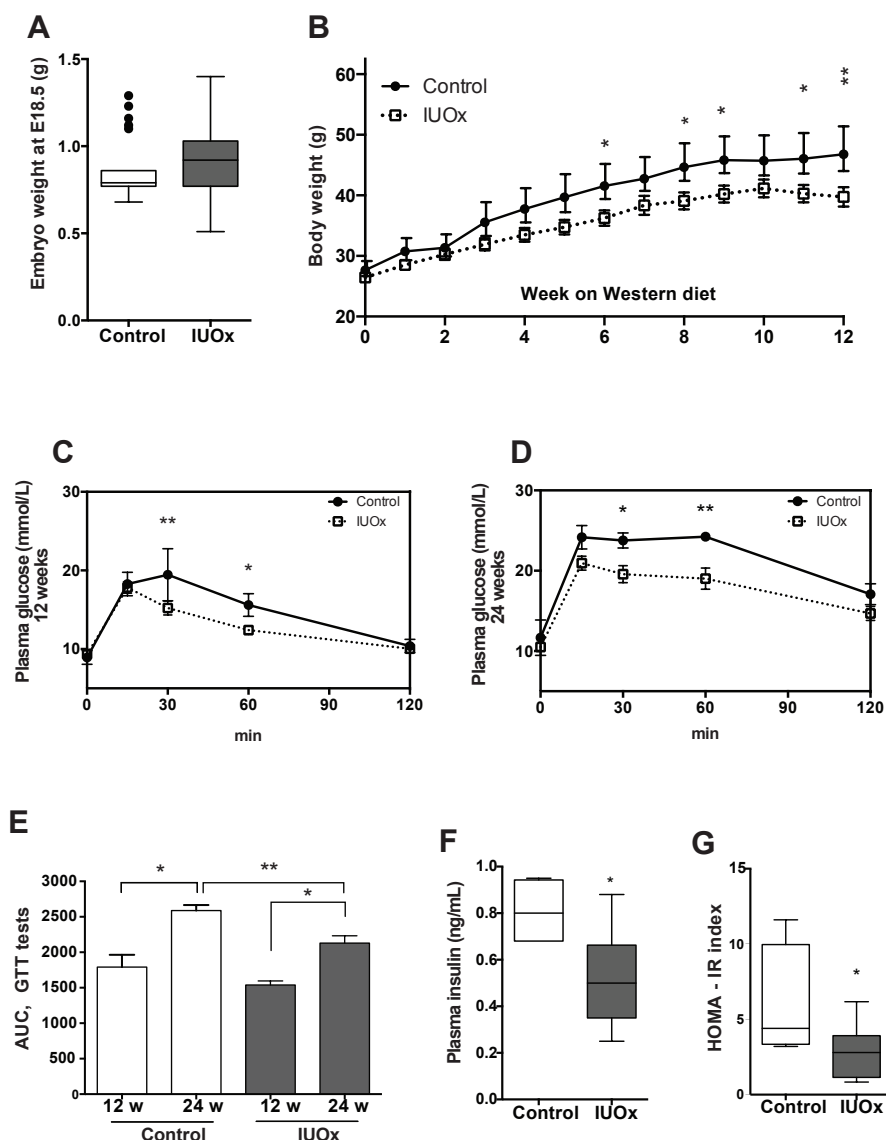 A
Embryo weight at E18.5 (g)
1.5
1.0
0.5
0.0
Control
IUOx
B
Body weight (g)
60
50
40
30
20
Control
IUOx
*
*
*
*
**
Week on Western diet
0 2 4 6 8 10 12
C
Plasma glucose (mmol/L)
12 weeks
30
20
10
Control
IUOx
**
*
0 30 60 90 120
min
D
Plasma glucose (mmol/L)
24 weeks
30
20
10
Control
IUOx
*
**
0 30 60 90 120
min
E
AUC, GTT tests
3000
2500
2000
1500
1000
500
0
*
**
*
12 w 24 w 12 w 24 w
Control IUOx
F
Plasma insulin (ng/mL)
1.0
0.8
0.6
0.4
0.2
0.0
*
Control IUOx
G
HOMA - IR index
15
10
5
0
*
Control IUOx